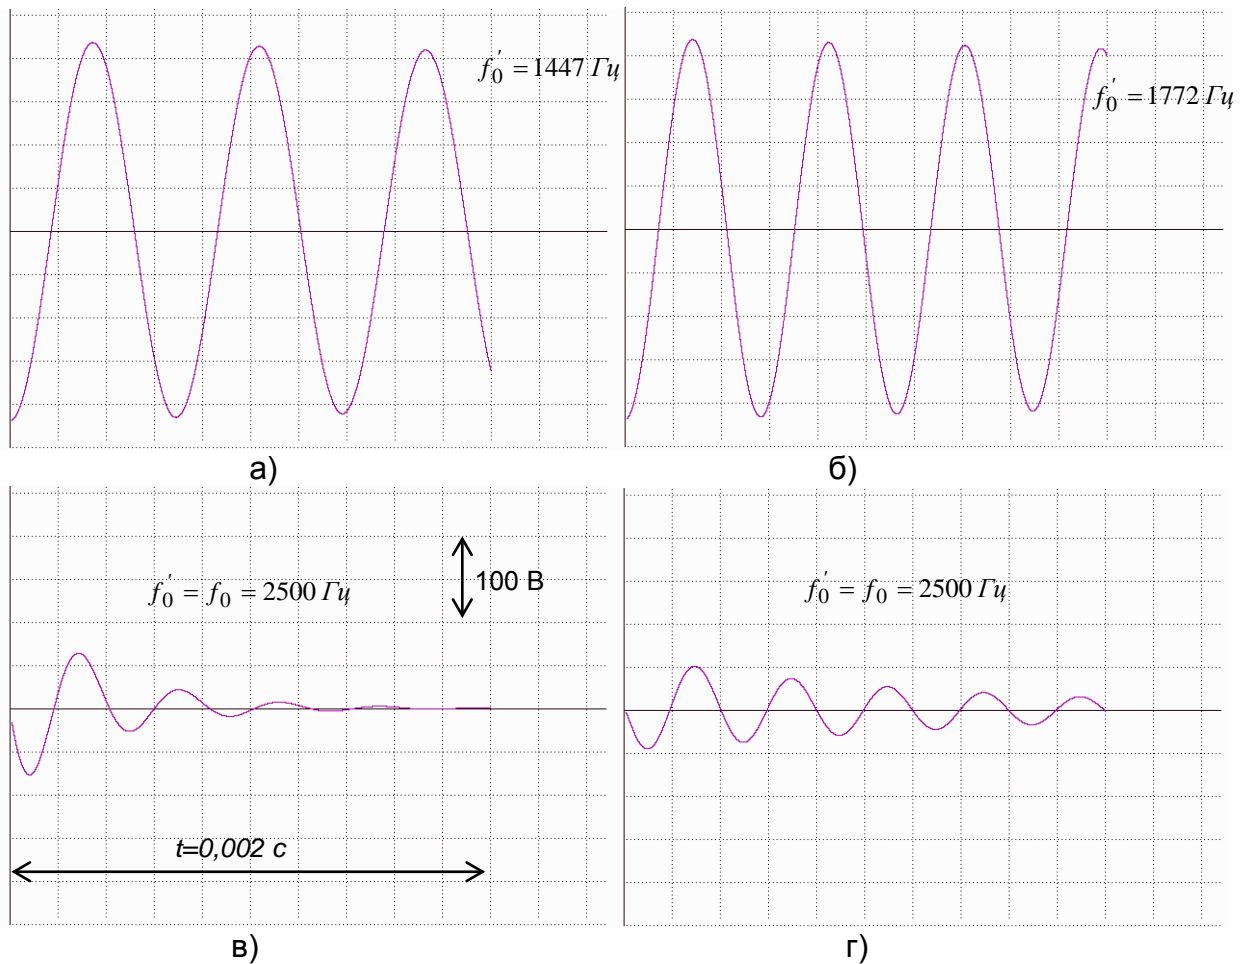 f₀′ = 1447 Гц
f₀′ = 1772 Гц
а)
б)
f₀′ = f₀ = 2500 Гц
100 В
f₀′ = f₀ = 2500 Гц
t=0,002 с
в)
г)